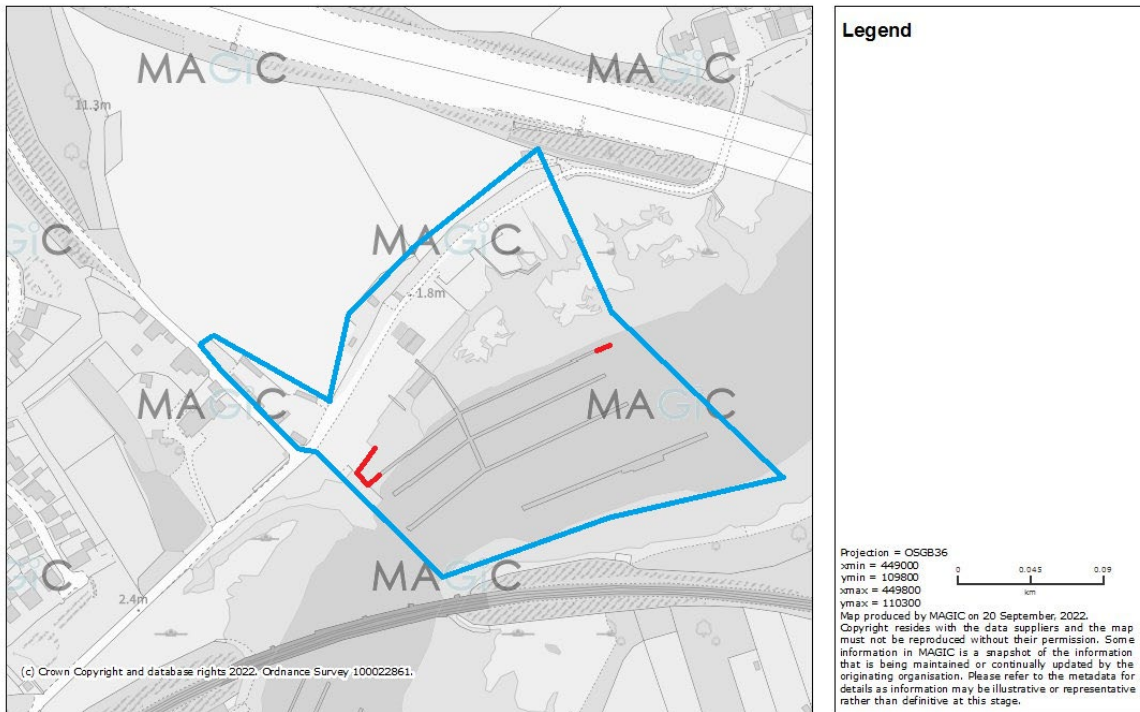 MAGiC MAGiC
11.3m
GiC MAGiC
1.8m
MAGiC MAGiC
GiC MAGiC
2.4m
(c) Crown Copyright and database rights 2022. Ordnance Survey 100022861.
Legend
Projection = OSGB36
xmin = 449000
ymin = 109800
xmax = 449800
ymax = 110300
0 0.045 0.09
km
Map produced by MAGIC on 20 September, 2022.
Copyright resides with the data suppliers and the map
must not be reproduced without their permission. Some
information in MAGIC is a snapshot of the information
that is being maintained or continually updated by the
originating organisation. Please refer to the metadata for
details as information may be illustrative or representative
rather than definitive at this stage.